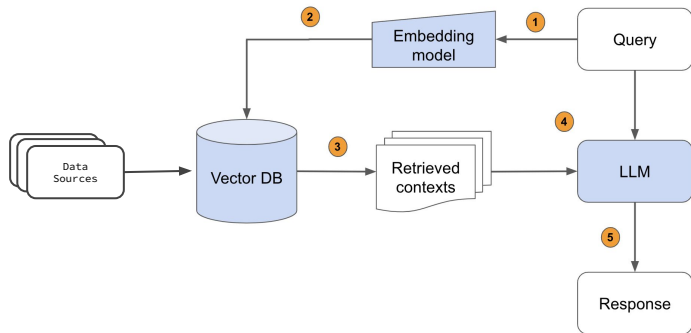 2
1
Embedding
model
Query
4
3
Data
Sources
Vector DB
Retrieved
contexts
LLM
5
Response